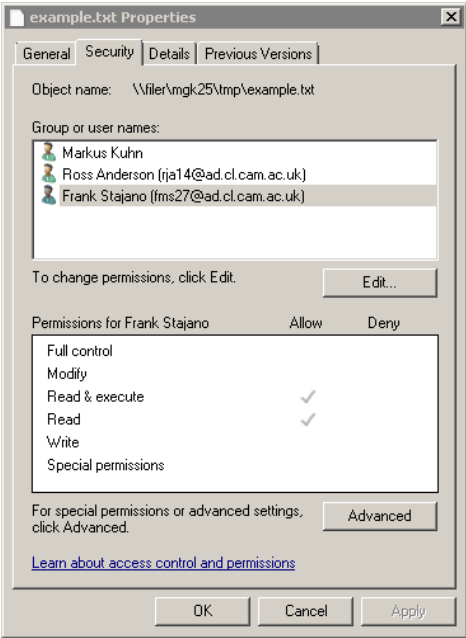 example.txt Properties
General Security Details Previous Versions
Object name: \\filer\mgk25\tmp\example.txt
Group or user names:
Markus Kuhn
Ross Anderson (rja14@ad.cl.cam.ac.uk)
Frank Stajano (fms27@ad.cl.cam.ac.uk)
To change permissions, click Edit.
Edit...
Permissions for Frank Stajano Allow Deny
Full control
Modify
Read & execute
Read
Write
Special permissions
For special permissions or advanced settings,
click Advanced.
Advanced
Learn about access control and permissions
OK Cancel Apply